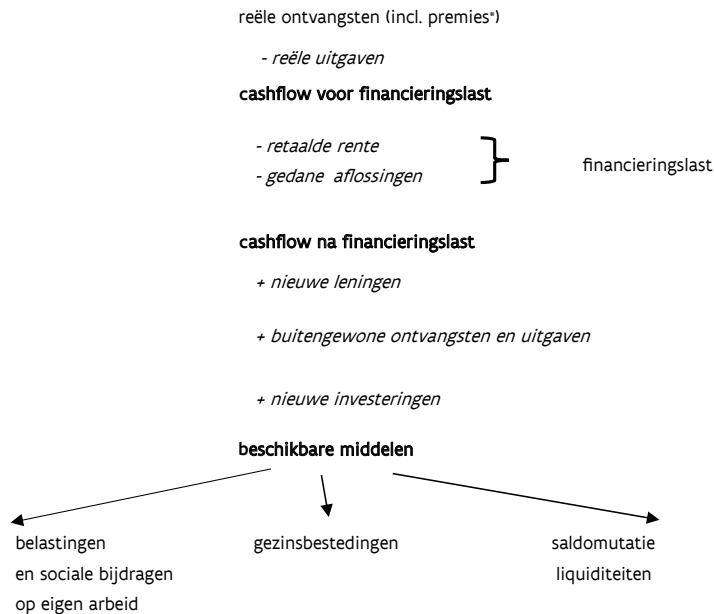 reële ontvangsten (incl. premies*)
- reële uitgaven
cashflow voor financieringslast
- retaalde rente
- gedane aflossingen
financieringslast
cashflow na financieringslast
+ nieuwe leningen
+ buitengewone ontvangsten en uitgaven
+ nieuwe investeringen
beschikbare middelen
belastingen
en sociale bijdragen
op eigen arbeid
gezinsbestedingen
saldomutatie
liquiditeiten